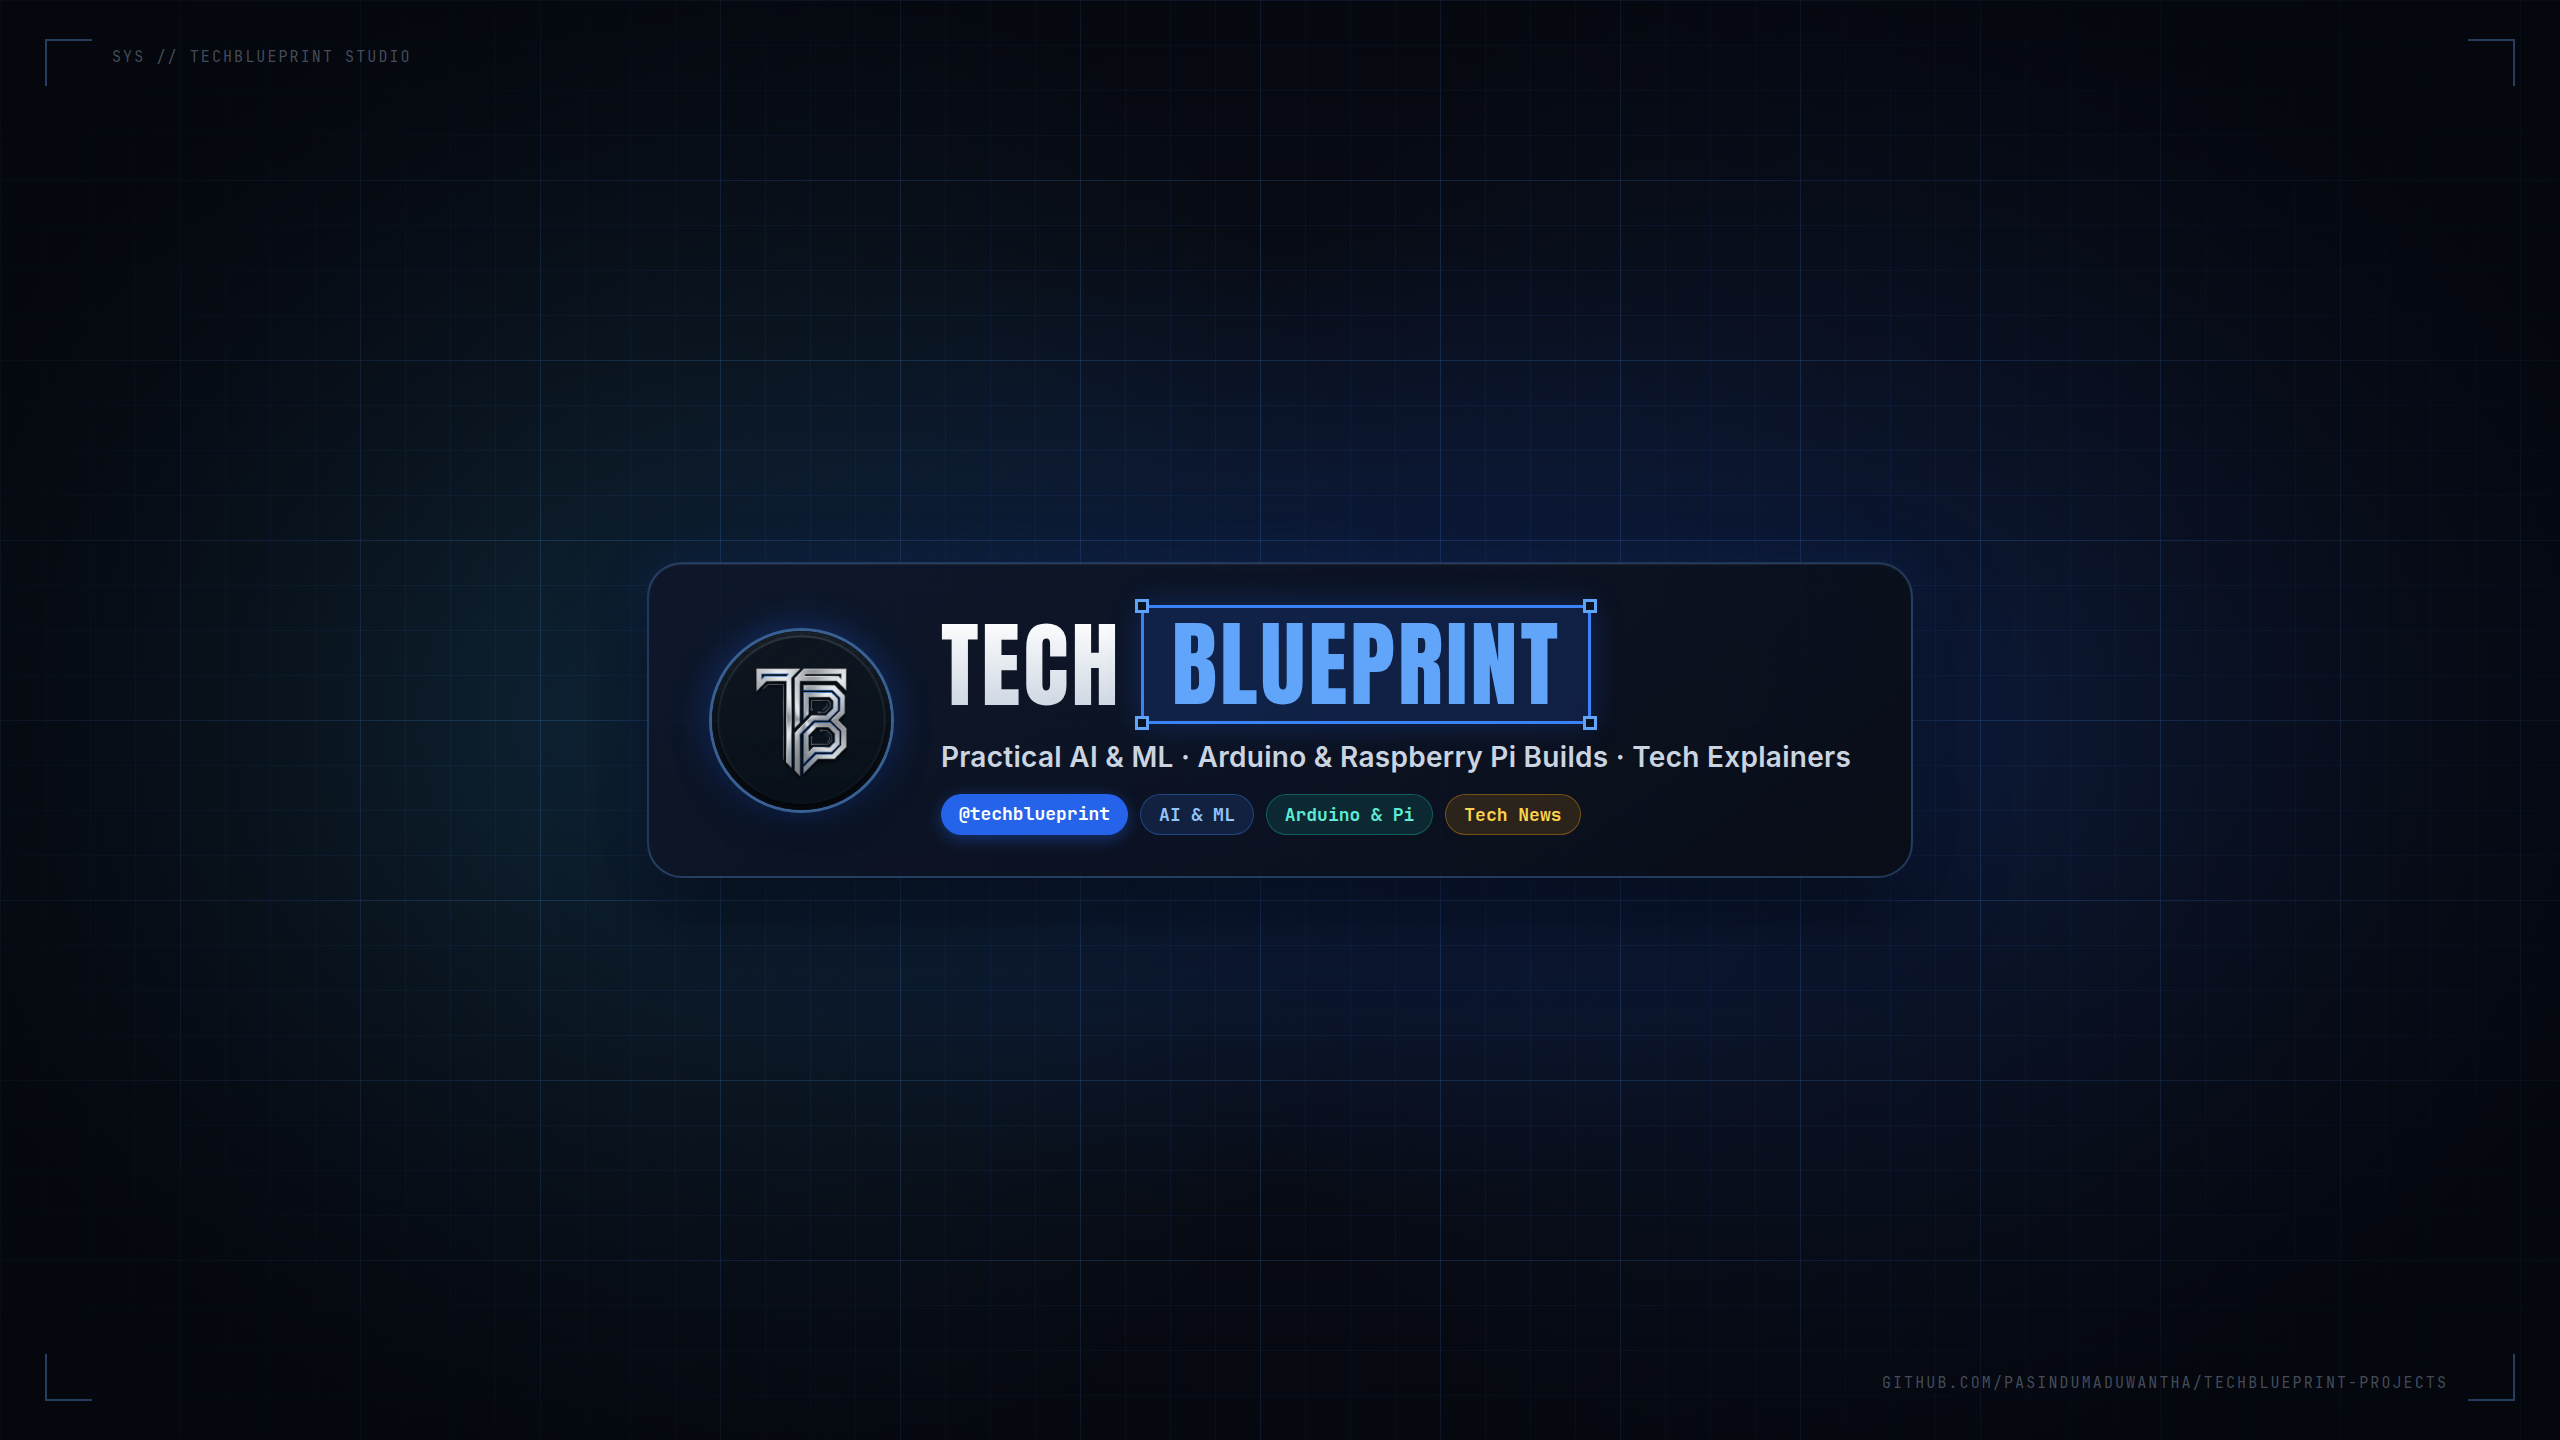 SYS // TECHBLUEPRINT STUDIO
TB
TECH BLUEPRINT
Practical AI & ML · Arduino & Raspberry Pi Builds · Tech Explainers
@techblueprint AI & ML Arduino & Pi Tech News
GITHUB.COM/PASINDUMADUWANTHA/TECHBLUEPRINT-PROJECTS